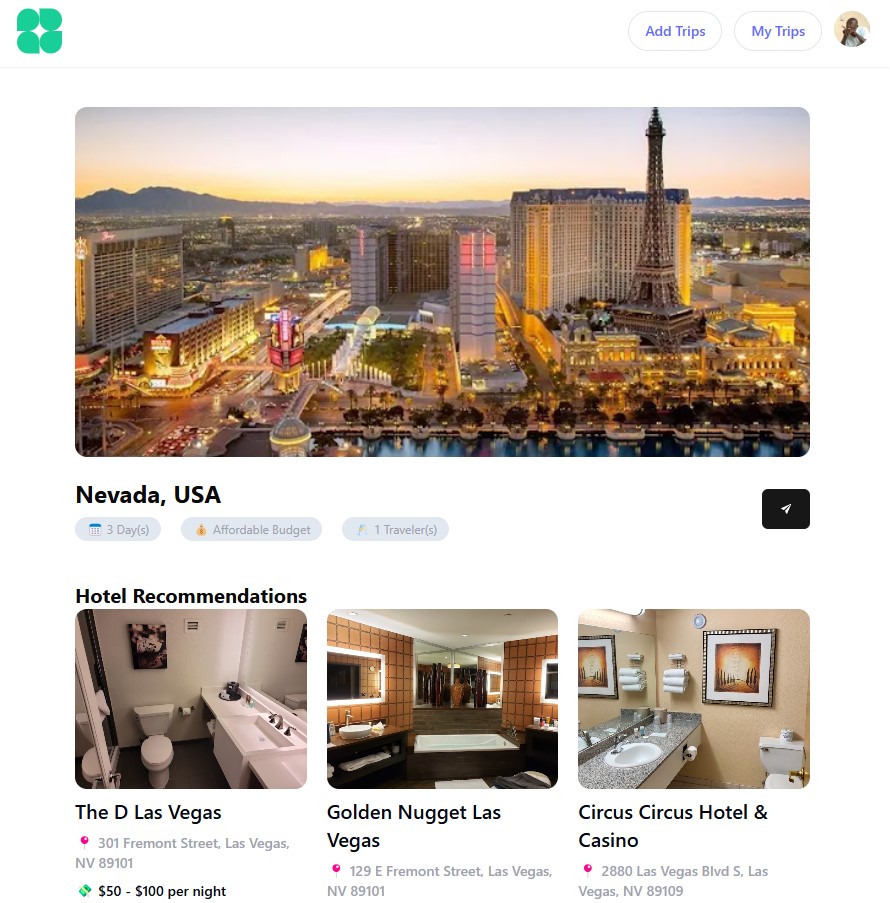 Add Trips
My Trips
Nevada, USA
3 Day(s)
Affordable Budget
1 Traveler(s)
Hotel Recommendations
The D Las Vegas
301 Fremont Street, Las Vegas,
NV 89101
$50 - $100 per night
Golden Nugget Las
Vegas
129 E Fremont Street, Las Vegas,
NV 89101
Circus Circus Hotel &
Casino
2880 Las Vegas Blvd S, Las
Vegas, NV 89109